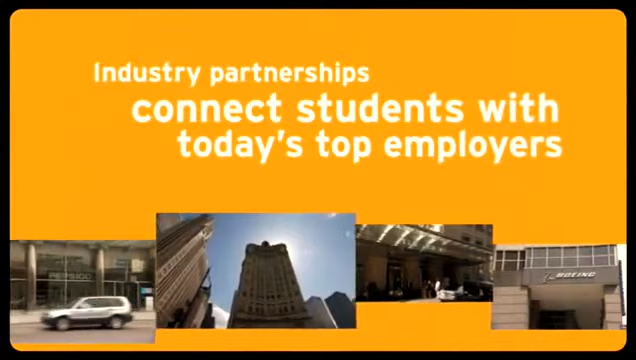 Industry partnerships
connect students with
today's top employers
PEPSICO
BOEING